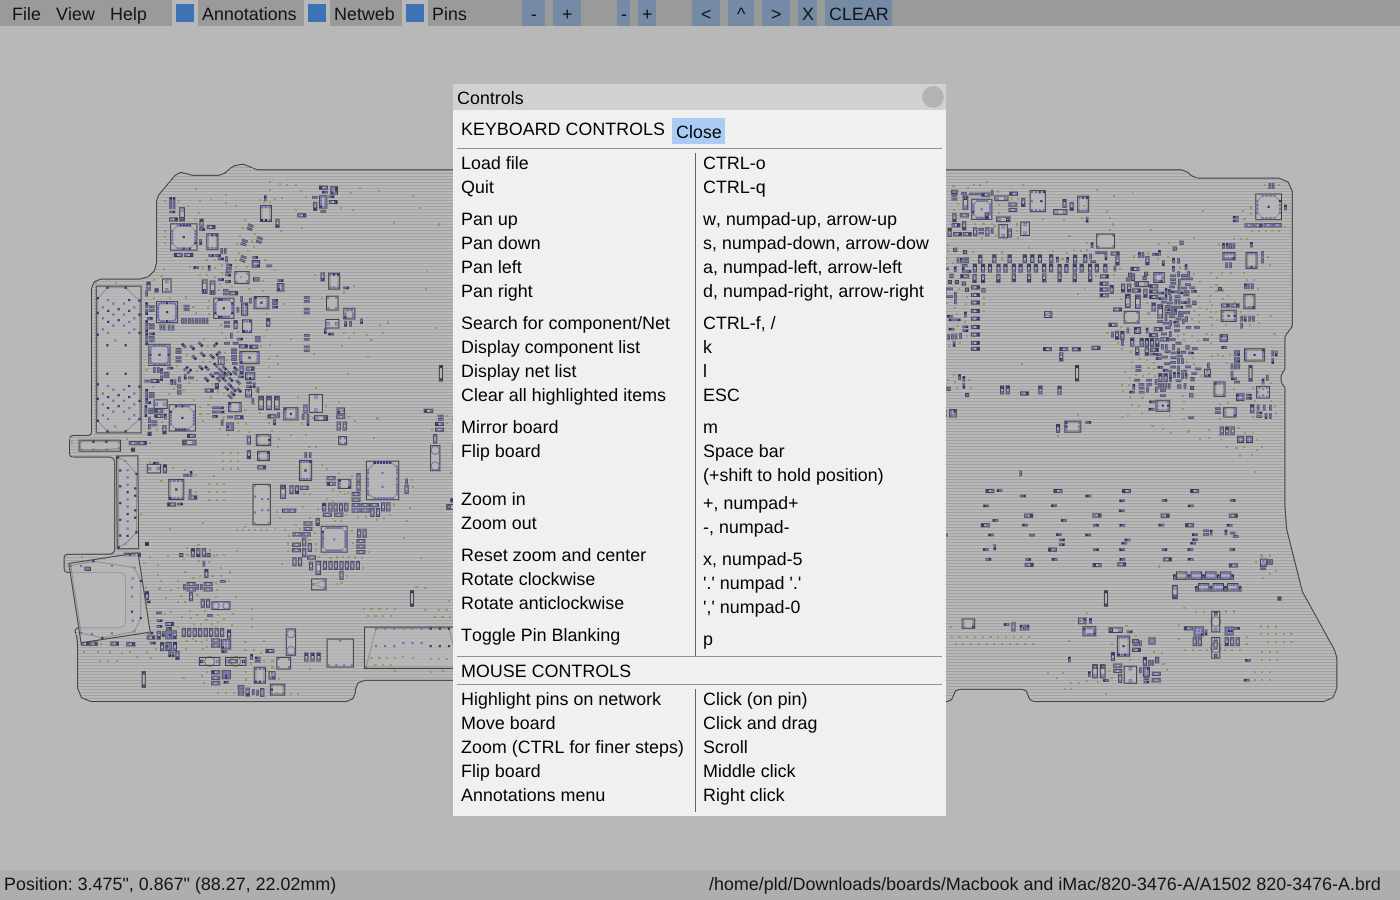 File View Help Annotations Netweb Pins - + - + < ^ > X CLEAR
Controls
KEYBOARD CONTROLS Close
Load file CTRL-o
Quit CTRL-q
Pan up w, numpad-up, arrow-up
Pan down s, numpad-down, arrow-dow
Pan left a, numpad-left, arrow-left
Pan right d, numpad-right, arrow-right
Search for component/Net CTRL-f, /
Display component list k
Display net list l
Clear all highlighted items ESC
Mirror board m
Flip board Space bar
(+shift to hold position)
Zoom in +, numpad+
Zoom out -, numpad-
Reset zoom and center x, numpad-5
Rotate clockwise '.' numpad '.'
Rotate anticlockwise ',' numpad-0
Toggle Pin Blanking p
MOUSE CONTROLS
Highlight pins on network Click (on pin)
Move board Click and drag
Zoom (CTRL for finer steps) Scroll
Flip board Middle click
Annotations menu Right click
Position: 3.475", 0.867" (88.27, 22.02mm) /home/pld/Downloads/boards/Macbook and iMac/820-3476-A/A1502 820-3476-A.brd